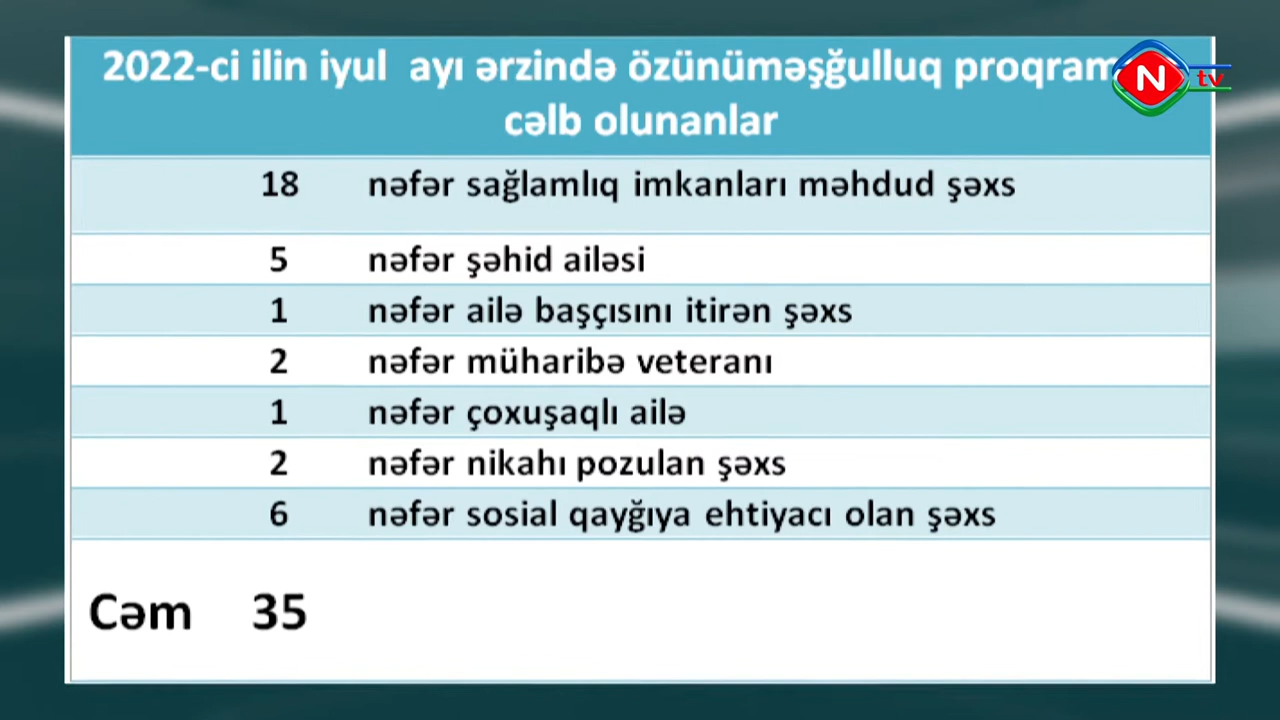 2022-ci ilin iyul ayı ərzində özünüməşğulluq proqram
cəlb olunanlar
18 nəfər sağlamlıq imkanları məhdud şəxs
5 nəfər şəhid ailəsi
1 nəfər ailə başçısını itirən şəxs
2 nəfər müharibə veteranı
1 nəfər çoxuşaqlı ailə
2 nəfər nikahı pozulan şəxs
6 nəfər sosial qayğıya ehtiyacı olan şəxs
Cəm 35
N tv